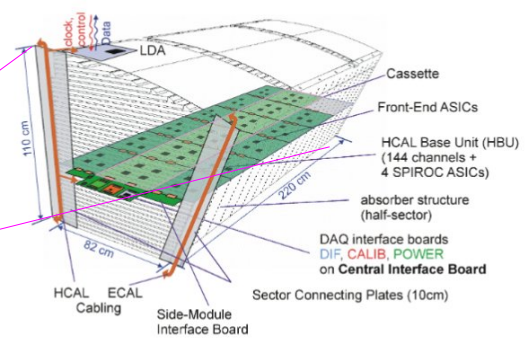 clock,
control
Data
LDA
Cassette
Front-End ASICs
110 cm
HCAL Base Unit (HBU)
(144 channels +
4 SPIROC ASICs)
220 cm
absorber structure
(half-sector)
DAQ interface boards
DIF, CALIB, POWER
on Central Interface Board
82 cm
HCAL ECAL
Cabling
Sector Connecting Plates (10cm)
Side-Module
Interface Board